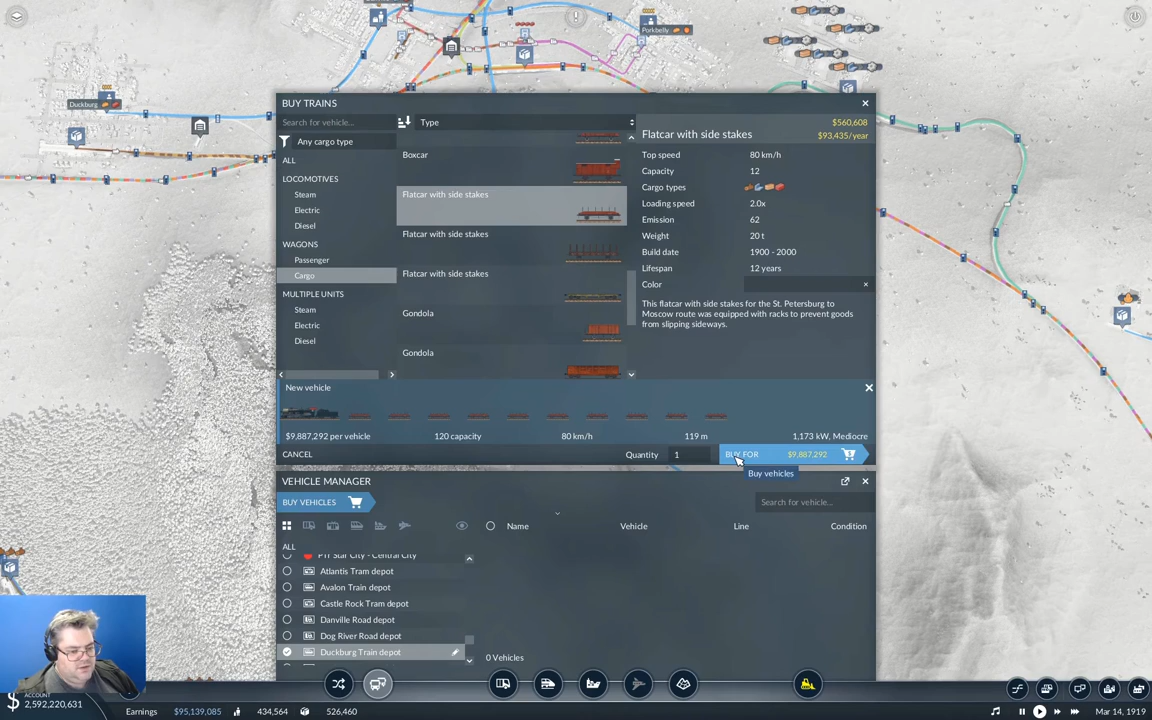 Porkbelly
Duckburg
BUY TRAINS
Search for vehicle...
Type
Any cargo type
ALL
LOCOMOTIVES
Steam
Electric
Diesel
WAGONS
Passenger
Cargo
MULTIPLE UNITS
Steam
Electric
Diesel
Boxcar
Flatcar with side stakes
Flatcar with side stakes
Flatcar with side stakes
Gondola
Gondola
$560,608
Flatcar with side stakes
$93,435/year
Top speed 80 km/h
Capacity 12
Cargo types
Loading speed 2.0x
Emission 62
Weight 20 t
Build date 1900 - 2000
Lifespan 12 years
Color
This flatcar with side stakes for the St. Petersburg to
Moscow route was equipped with racks to prevent goods
from slipping sideways.
New vehicle
$9,887,292 per vehicle 120 capacity 80 km/h 119 m 1,173 kW, Mediocre
CANCEL Quantity 1 BUY FOR $9,887,292
Buy vehicles
VEHICLE MANAGER
BUY VEHICLES
Search for vehicle...
Name Vehicle Line Condition
ALL
Star City - Central City
Atlantis Tram depot
Avalon Train depot
Castle Rock Tram depot
Danville Road depot
Dog River Road depot
Duckburg Train depot
0 Vehicles
ACCOUNT
$ 2,592,220,631
Earnings $95,139,085 434,564 526,460
Mar 14, 1919